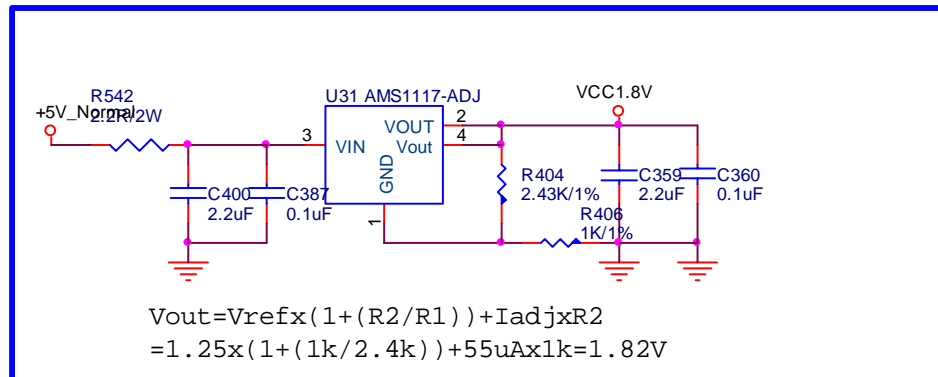 R542
+5V_Normal
2.2R/2W
U31 AMS1117-ADJ
VCC1.8V
3
VIN
VOUT
2
Vout
4
GND
1
C400
2.2uF
C387
0.1uF
R404
2.43K/1%
R406
1K/1%
C359
2.2uF
C360
0.1uF
Vout=Vrefx(1+(R2/R1))+IadjxR2
=1.25x(1+(1k/2.4k))+55uAx1k=1.82V